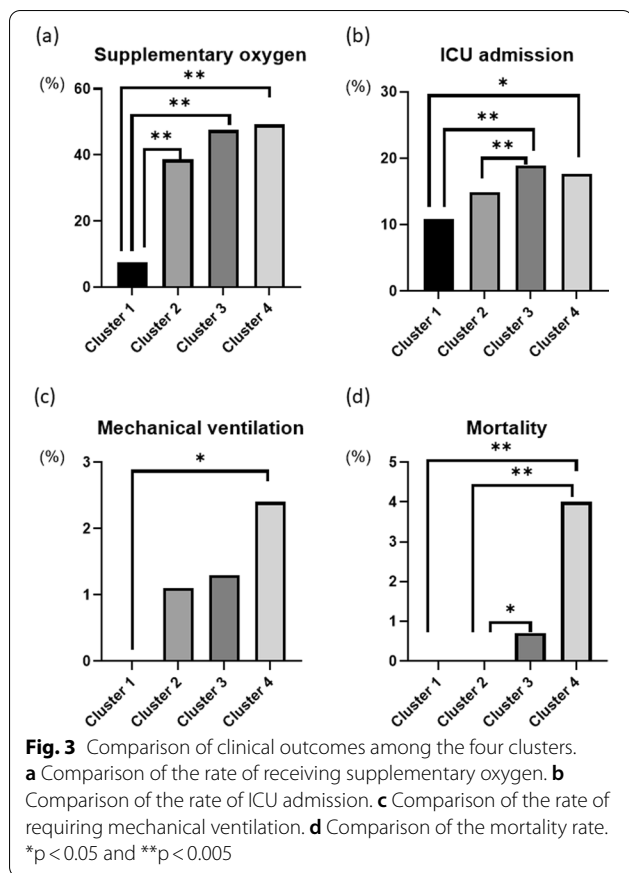 (a)
Supplementary oxygen
(%)
**
**
**
60
40
20
0
Cluster 1
Cluster 2
Cluster 3
Cluster 4
(b)
ICU admission
(%)
*
**
**
30
20
10
0
Cluster 1
Cluster 2
Cluster 3
Cluster 4
(c)
Mechanical ventilation
(%)
*
3
2
1
0
Cluster 1
Cluster 2
Cluster 3
Cluster 4
(d)
Mortality
(%)
**
**
*
5
4
3
2
1
0
Cluster 1
Cluster 2
Cluster 3
Cluster 4
Fig. 3 Comparison of clinical outcomes among the four clusters.
a Comparison of the rate of receiving supplementary oxygen. b
Comparison of the rate of ICU admission. c Comparison of the rate of
requiring mechanical ventilation. d Comparison of the mortality rate.
*p < 0.05 and **p < 0.005